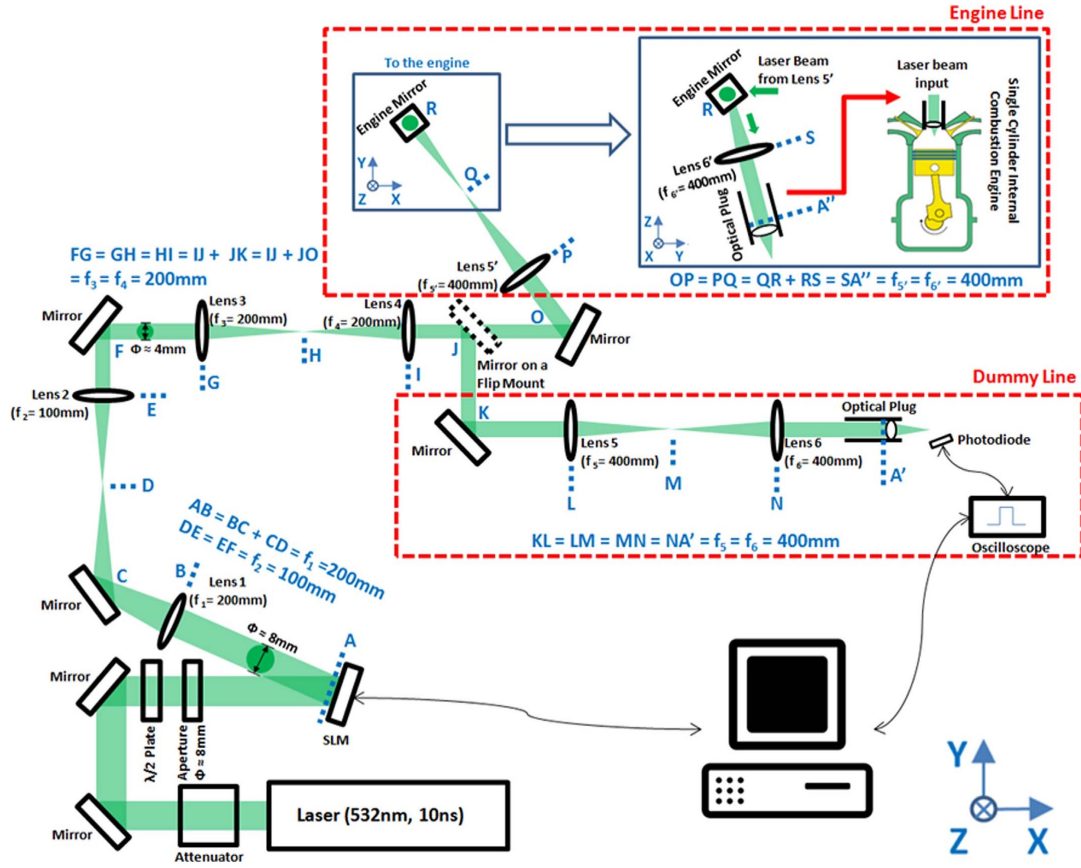 Engine Line
To the engine
Engine Mirror
R
Q
Y
Z
X
Engine Mirror
R
Laser Beam
from Lens 5’
S
Lens 6’
(f6’= 400mm)
A’’
Optical Plug
Z
X
Y
Laser beam
input
Single Cylinder Internal
Combustion Engine
P
Lens 5’
(f5’= 400mm)
OP = PQ = QR + RS = SA’’ = f5’ = f6’ = 400mm
FG = GH = HI = IJ + JK = IJ + JO
= f3 = f4 = 200mm
Mirror
F
Φ ≈ 4mm
Lens 3
(f3= 200mm)
G
H
Lens 4
(f4= 200mm)
I
J
O
Mirror
Mirror on a
Flip Mount
Lens 2
(f2= 100mm)
E
D
Dummy Line
K
Mirror
Lens 5
(f5= 400mm)
L
M
Lens 6
(f6= 400mm)
N
Optical Plug
A’
Photodiode
Oscilloscope
KL = LM = MN = NA’ = f5 = f6 = 400mm
AB = BC + CD = f1 = 200mm
DE = EF = f2 = 100mm
C
Mirror
B
Lens 1
(f1= 200mm)
Φ ≈ 8mm
A
SLM
Mirror
λ/2 Plate
Aperture
Φ ≈ 8mm
Mirror
Attenuator
Laser (532nm, 10ns)
Y
Z
X